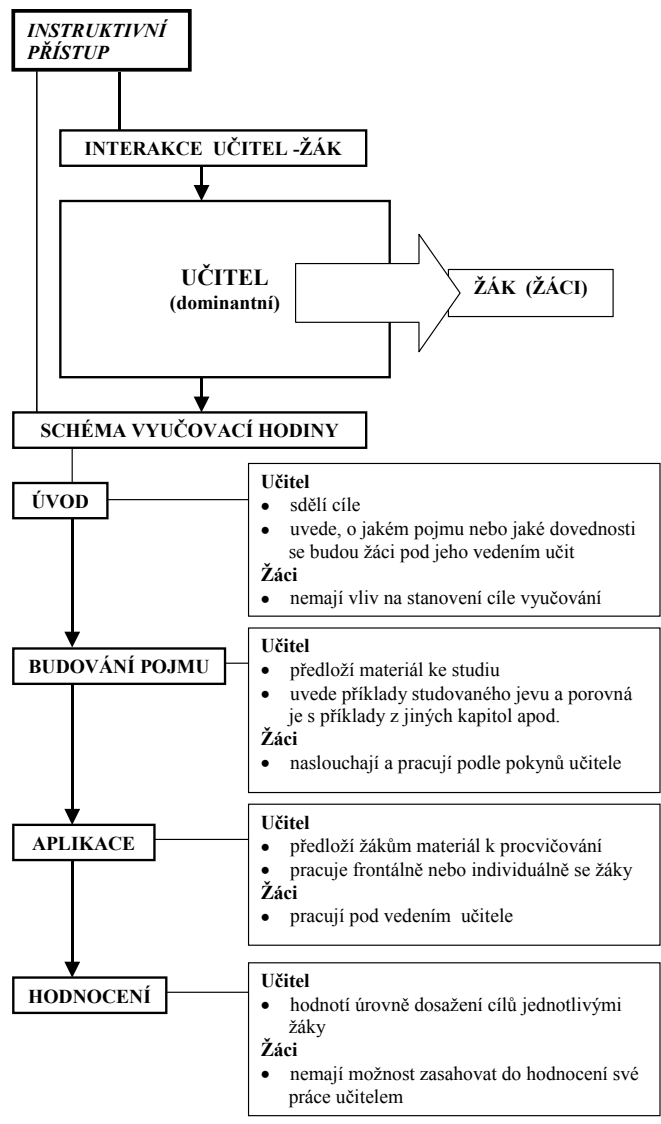 INSTRUKTIVNÍ
PŘÍSTUP
INTERAKCE UČITEL -ŽÁK
UČITEL
(dominantní)
ŽÁK (ŽÁCI)
SCHÉMA VYUČOVACÍ HODINY
ÚVOD
Učitel
• sdělí cíle
• uvede, o jakém pojmu nebo jaké dovednosti
se budou žáci pod jeho vedením učit
Žáci
• nemají vliv na stanovení cíle vyučování
BUDOVÁNÍ POJMU
Učitel
• předloží materiál ke studiu
• uvede příklady studovaného jevu a porovná
je s příklady z jiných kapitol apod.
Žáci
• naslouchají a pracují podle pokynů učitele
APLIKACE
Učitel
• předloží žákům materiál k procvičování
• pracuje frontálně nebo individuálně se žáky
Žáci
• pracují pod vedením učitele
HODNOCENÍ
Učitel
• hodnotí úrovně dosažení cílů jednotlivými
žáky
Žáci
• nemají možnost zasahovat do hodnocení své
práce učitelem